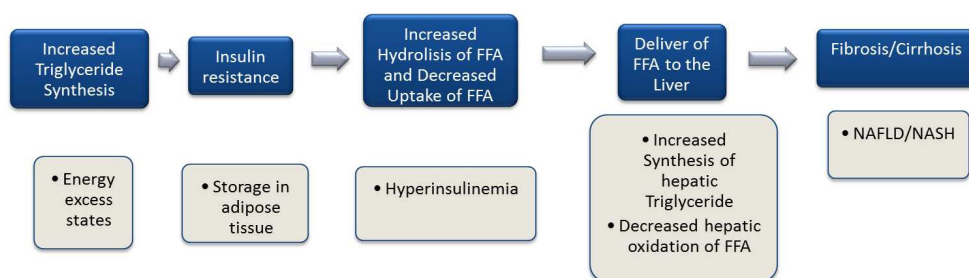 Increased
Triglyceride
Synthesis
Insulin
resistance
Increased
Hydrolisis of FFA
and Decreased
Uptake of FFA
Deliver of
FFA to the
Liver
Fibrosis/Cirrhosis
• Energy
excess
states
• Storage in
adipose
tissue
• Hyperinsulinemia
• Increased
Synthesis of
hepatic
Triglyceride
• Decreased hepatic
oxidation of FFA
• NAFLD/NASH